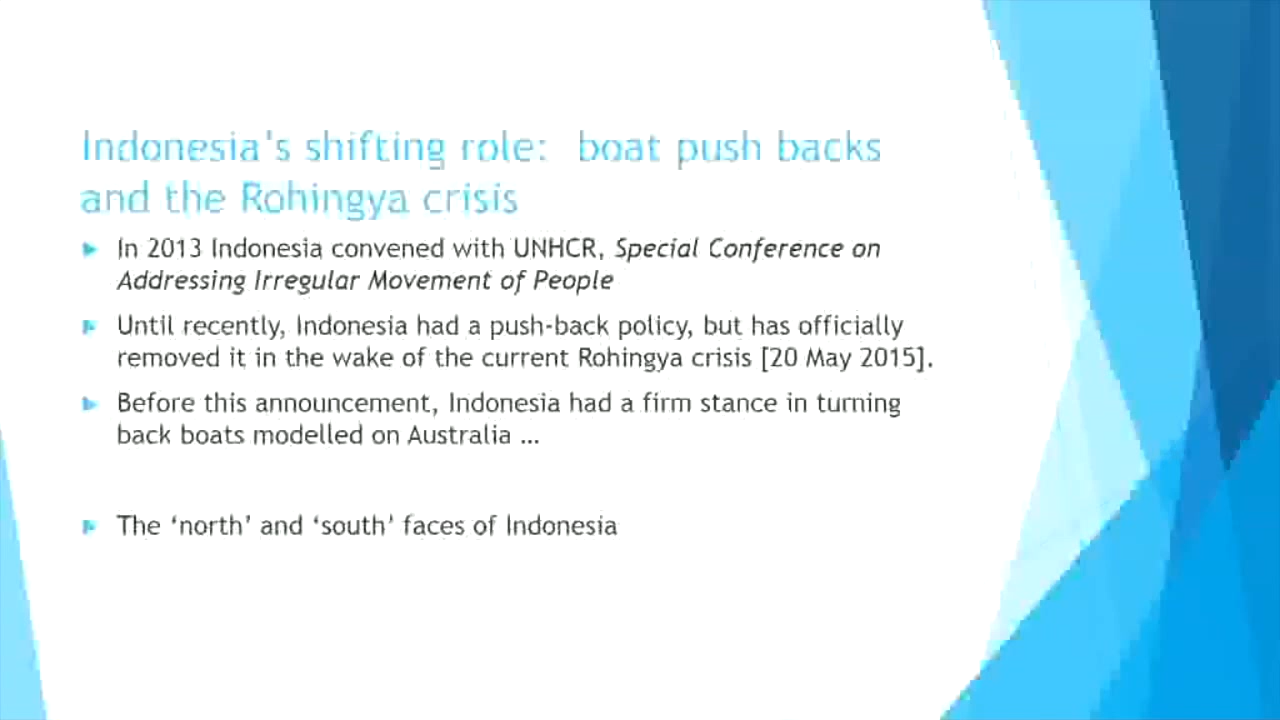 Indonesia's shifting role:  boat push backs
and the Rohingya crisis
In 2013 Indonesia convened with UNHCR, Special Conference on
Addressing Irregular Movement of People
Until recently, Indonesia had a push-back policy, but has officially
removed it in the wake of the current Rohingya crisis [20 May 2015].
Before this announcement, Indonesia had a firm stance in turning
back boats modelled on Australia ...
The ‘north’ and ‘south’ faces of Indonesia